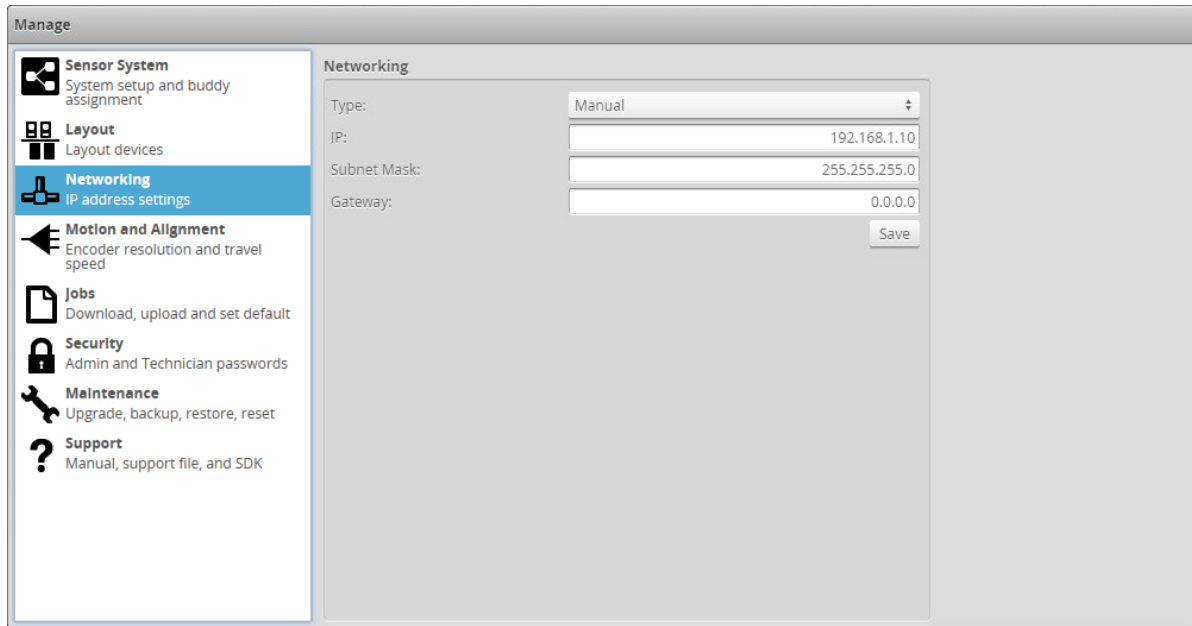 Manage
Sensor System
System setup and buddy
assignment
Layout
Layout devices
Networking
IP address settings
Motion and Alignment
Encoder resolution and travel
speed
Jobs
Download, upload and set default
Security
Admin and Technician passwords
Maintenance
Upgrade, backup, restore, reset
Support
Manual, support file, and SDK
Networking
Type: Manual
IP: 192.168.1.10
Subnet Mask: 255.255.255.0
Gateway: 0.0.0.0
Save